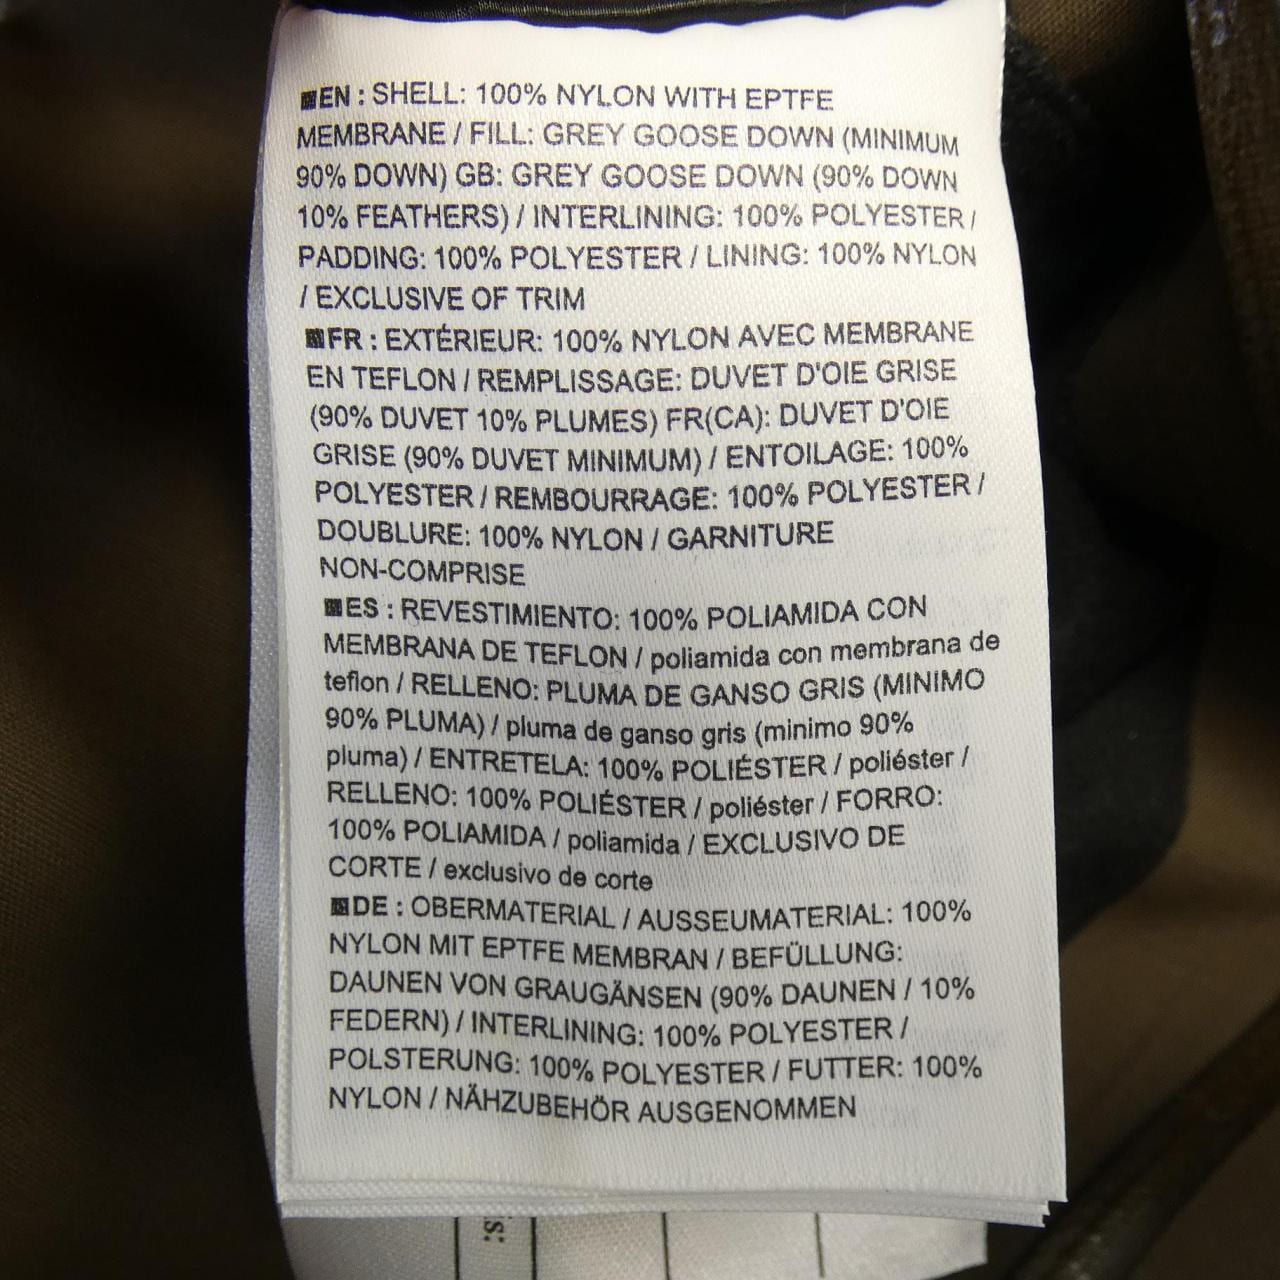 EN : SHELL: 100% NYLON WITH EPTFE
MEMBRANE / FILL: GREY GOOSE DOWN (MINIMUM
90% DOWN) GB: GREY GOOSE DOWN (90% DOWN
10% FEATHERS) / INTERLINING: 100% POLYESTER /
PADDING: 100% POLYESTER / LINING: 100% NYLON
/ EXCLUSIVE OF TRIM
FR : EXTÉRIEUR: 100% NYLON AVEC MEMBRANE
EN TEFLON / REMPLISSAGE: DUVET D'OIE GRISE
(90% DUVET 10% PLUMES) FR(CA): DUVET D'OIE
GRISE (90% DUVET MINIMUM) / ENTOILAGE: 100%
POLYESTER / REMBOURRAGE: 100% POLYESTER /
DOUBLURE: 100% NYLON / GARNITURE
NON-COMPRISE
ES : REVESTIMIENTO: 100% POLIAMIDA CON
MEMBRANA DE TEFLON / poliamida con membrana de
teflon / RELLENO: PLUMA DE GANSO GRIS (MINIMO
90% PLUMA) / pluma de ganso gris (minimo 90%
pluma) / ENTRETELA: 100% POLIÉSTER / poliéster /
RELLENO: 100% POLIÉSTER / poliéster / FORRO:
100% POLIAMIDA / poliamida / EXCLUSIVO DE
CORTE / exclusivo de corte
DE : OBERMATERIAL / AUSSEUMATERIAL: 100%
NYLON MIT EPTFE MEMBRAN / BEFÜLLUNG:
DAUNEN VON GRAUGÄNSEN (90% DAUNEN / 10%
FEDERN) / INTERLINING: 100% POLYESTER /
POLSTERUNG: 100% POLYESTER / FUTTER: 100%
NYLON / NÄHZUBEHÖR AUSGENOMMEN